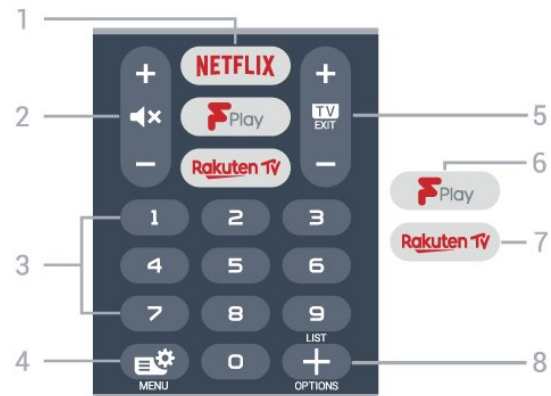 1
+ NETFLIX +
2 TV EXIT 5
F Play
6
F Play
- Rakuten TV -
Rakuten TV 7
1 2 3
3
4 5 6
7 8 9
LIST
4 0 + 8
MENU OPTIONS